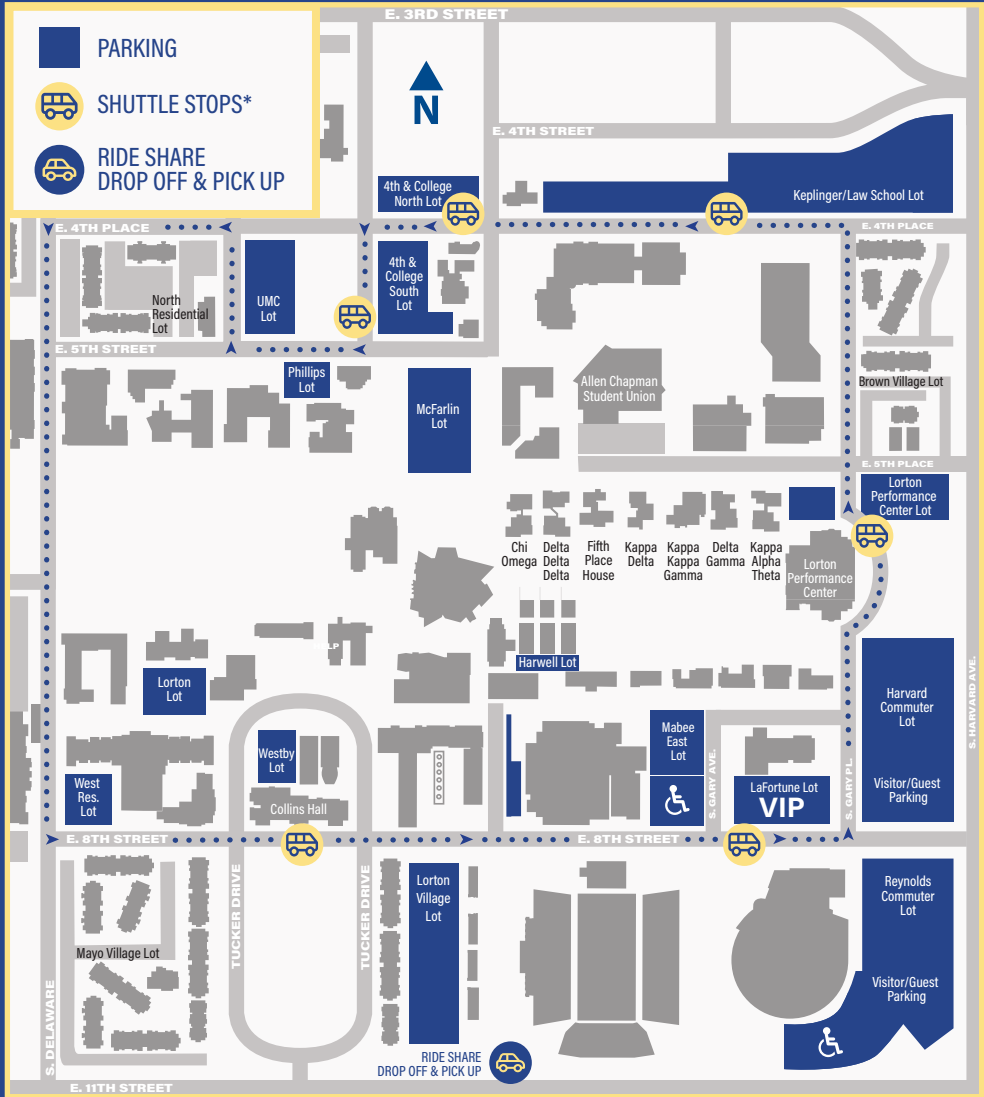 E. 3RD STREET
PARKING
SHUTTLE STOPS*
RIDE SHARE
DROP OFF & PICK UP
N
E. 4TH STREET
4th & College
North Lot
Keplinger/Law School Lot
E. 4TH PLACE
E. 4TH PLACE
North
Residential
Lot
UMC
Lot
4th &
College
South
Lot
E. 5TH STREET
Phillips
Lot
McFarlin
Lot
Allen Chapman
Student Union
Brown Village Lot
E. 5TH PLACE
Lorton
Performance
Center Lot
Chi
Omega
Delta
Delta
Delta
Fifth
Place
House
Kappa
Delta
Kappa
Kappa
Gamma
Delta
Gamma
Kappa
Alpha
Theta
Lorton
Performance
Center
Harwell Lot
Lorton
Lot
Westby
Lot
Collins Hall
West
Res.
Lot
Mabee
East
Lot
S. GARY AVE.
LaFortune Lot
VIP
S. GARY PL.
Harvard
Commuter
Lot
Visitor/Guest
Parking
S. HARVARD AVE.
E. 8TH STREET
E. 8TH STREET
TUCKER DRIVE
TUCKER DRIVE
Lorton
Village
Lot
Mayo Village Lot
Reynolds
Commuter
Lot
Visitor/Guest
Parking
S. DELAWARE
RIDE SHARE
DROP OFF & PICK UP
E. 11TH STREET